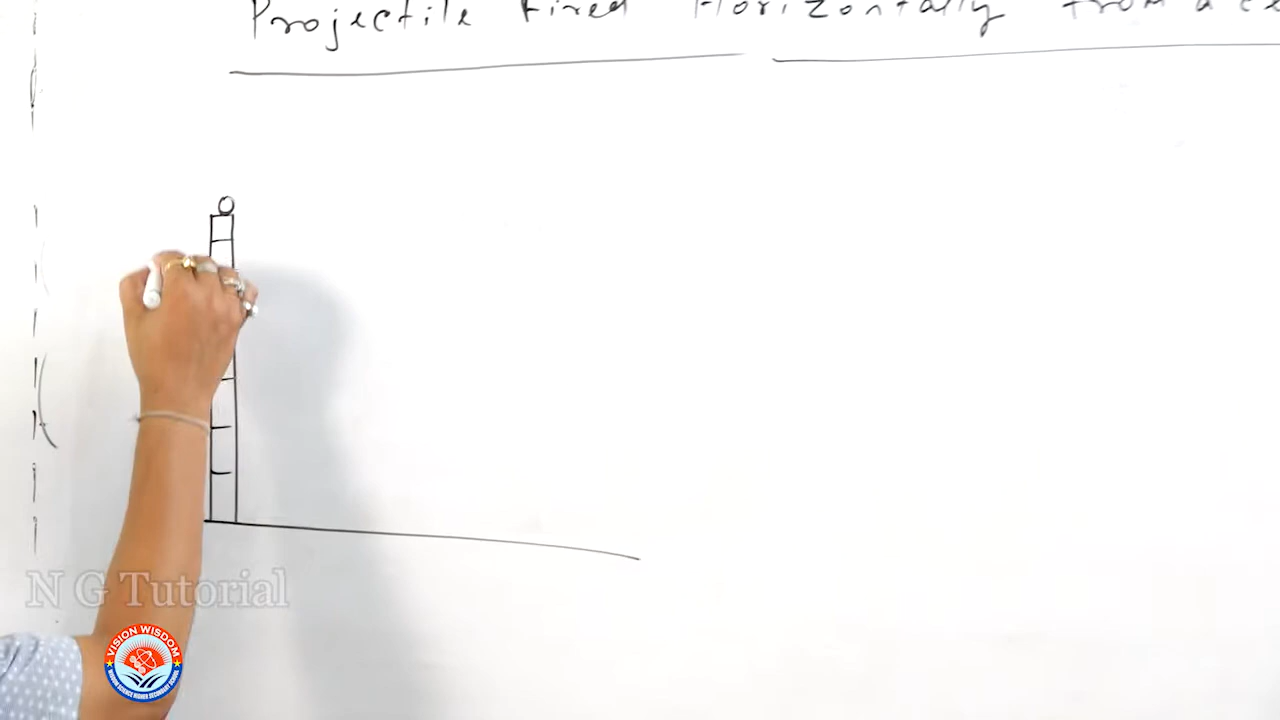 Projectile Fired Horizontally from a
N G Tutorial
VISION WISDOM